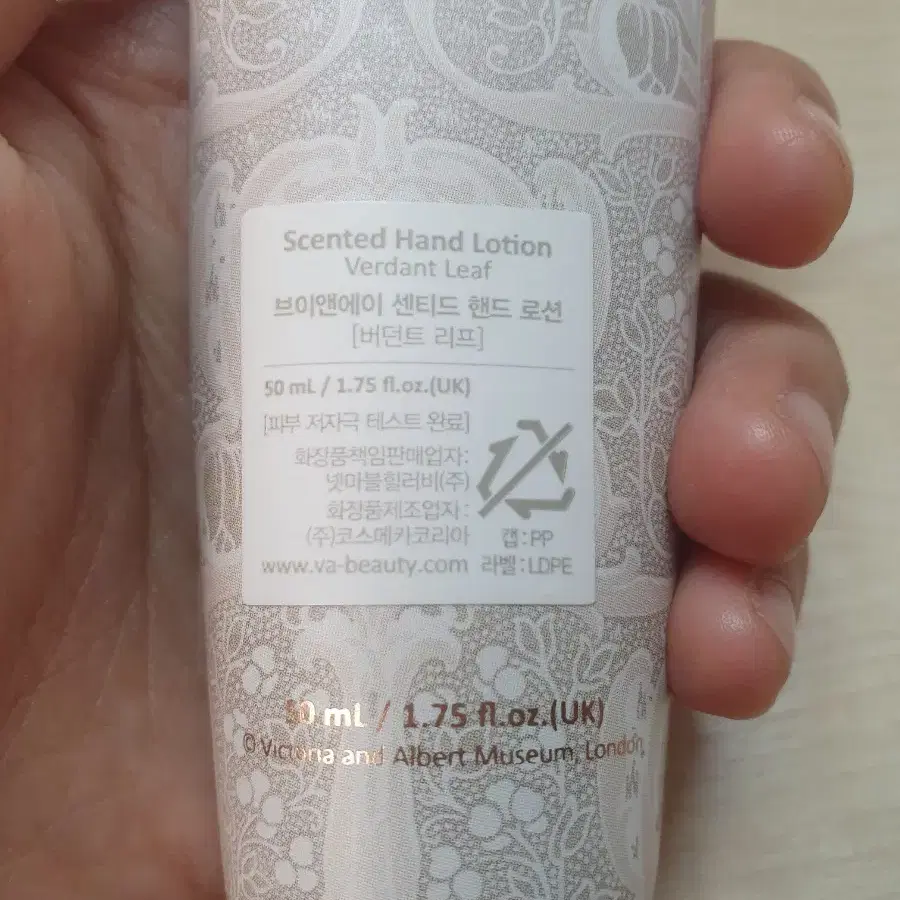 Scented Hand Lotion
Verdant Leaf
브이앤에이 센티드 핸드 로션
[버던트 리프]
50 mL / 1.75 fl.oz.(UK)
[피부 저자극 테스트 완료]
화장품책임판매업자:
넷마블힐러비(주)
화장품제조업자:
(주)코스메카코리아
www.va-beauty.com
캡:PP
라벨:LDPE
50 mL / 1.75 fl.oz.(UK)
© Victoria and Albert Museum, London.